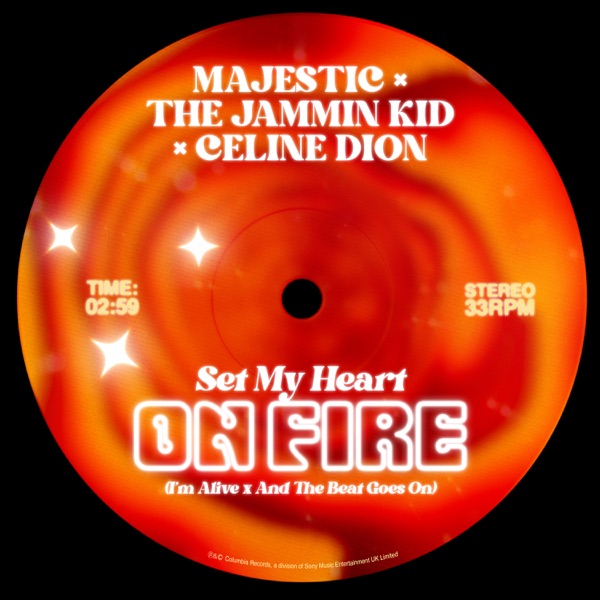 MAJESTIC ×
THE JAMMIN KID
× CELINE DION
TIME:
02:59
STEREO
33RPM
Set My Heart
ON FIRE
(I'm Alive x And The Beat Goes On)
℗&© Columbia Records, a division of Sony Music Entertainment UK Limited